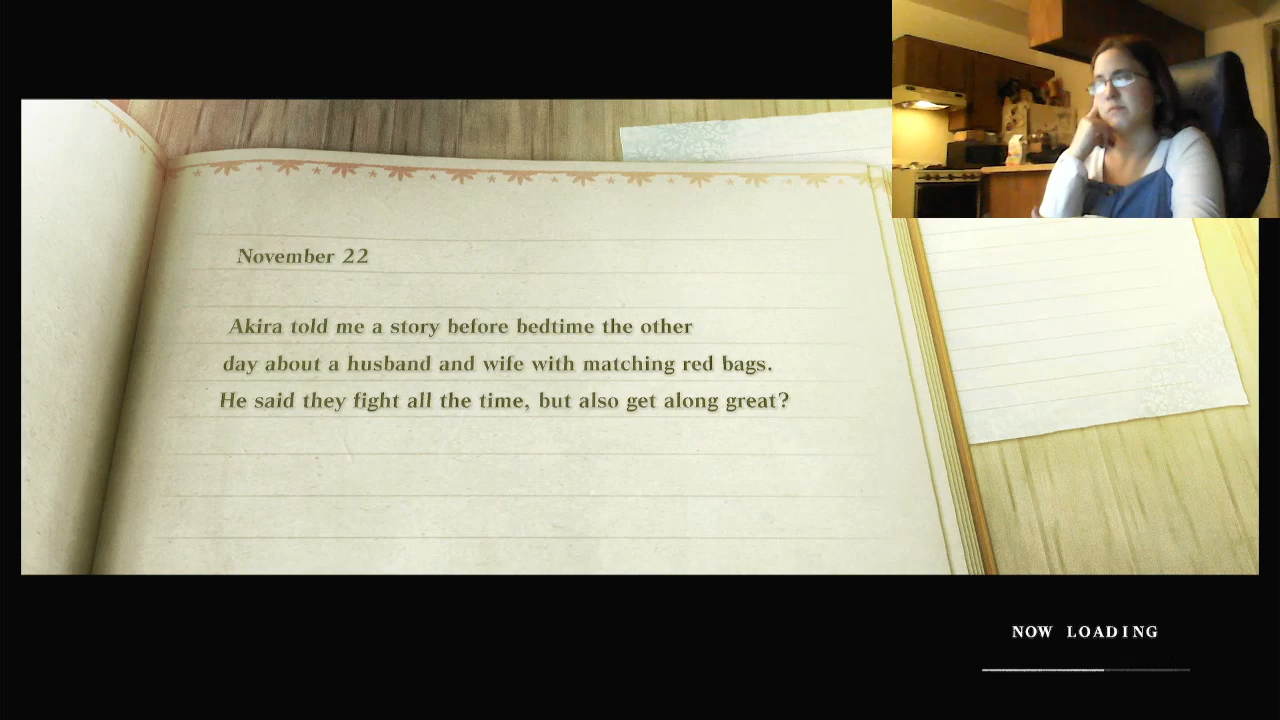 November 22
Akira told me a story before bedtime the other
day about a husband and wife with matching red bags.
He said they fight all the time, but also get along great?
NOW LOADING